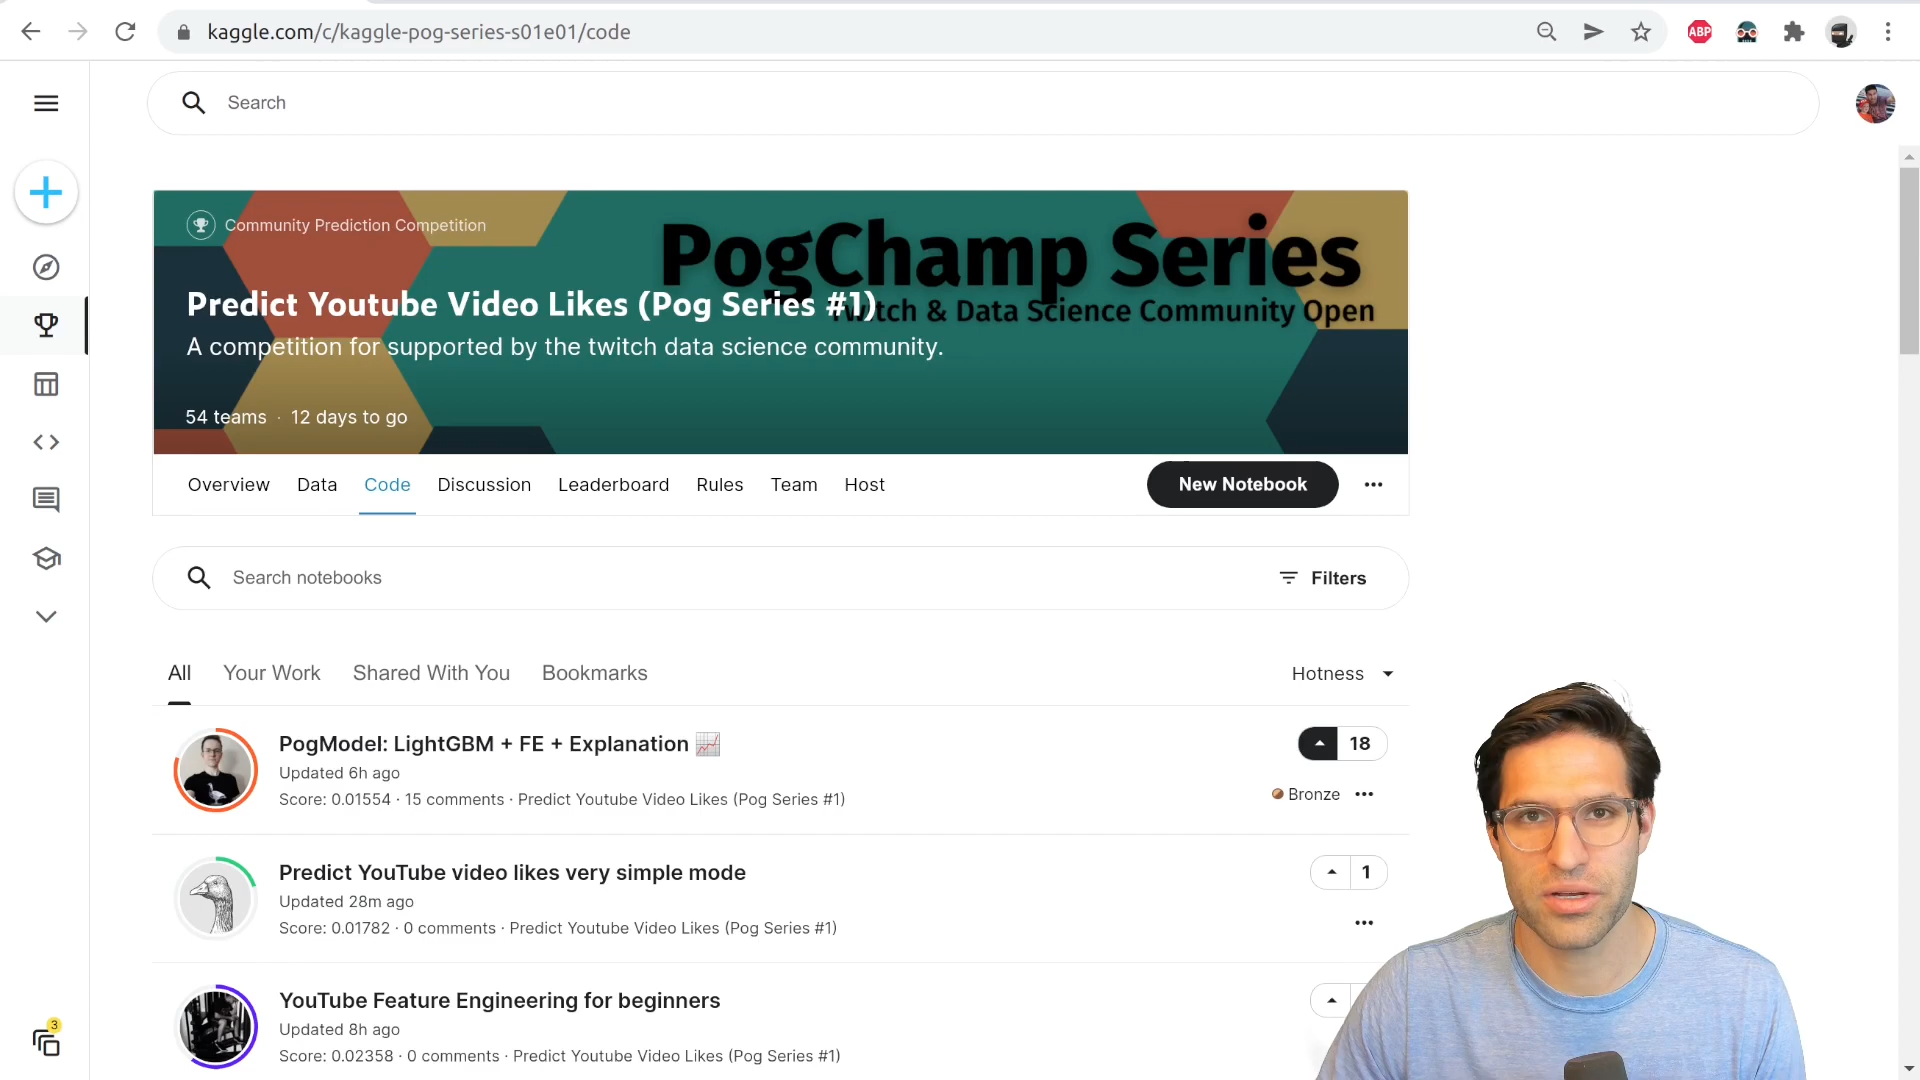 kaggle.com/c/kaggle-pog-series-s01e01/code
ABP
Search
Community Prediction Competition
PogChamp Series
Twitch & Data Science Community Open
Predict Youtube Video Likes (Pog Series #1)
A competition for supported by the twitch data science community.
54 teams · 12 days to go
Overview Data Code Discussion Leaderboard Rules Team Host New Notebook
Search notebooks Filters
All Your Work Shared With You Bookmarks Hotness
PogModel: LightGBM + FE + Explanation 📈 18
Updated 6h ago
Score: 0.01554 · 15 comments · Predict Youtube Video Likes (Pog Series #1) Bronze
Predict YouTube video likes very simple mode 1
Updated 28m ago
Score: 0.01782 · 0 comments · Predict Youtube Video Likes (Pog Series #1)
YouTube Feature Engineering for beginners
Updated 8h ago
Score: 0.02358 · 0 comments · Predict Youtube Video Likes (Pog Series #1)
3